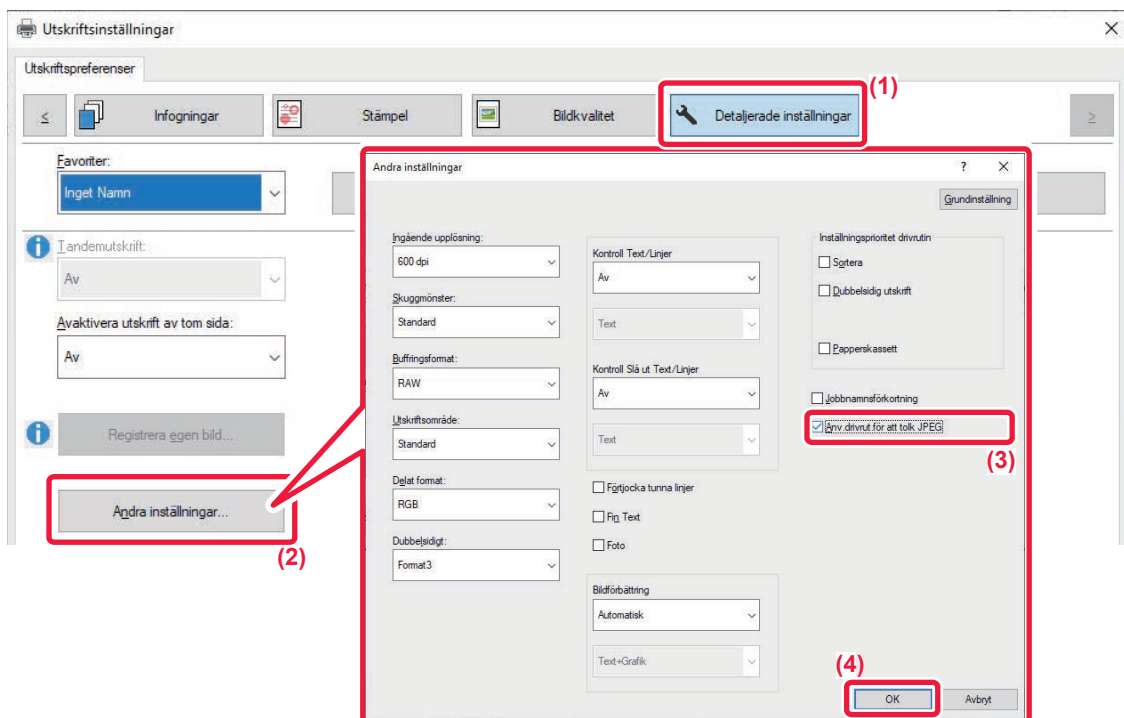 Utskriftsinställningar
Utskriftspreferenser
(1)
<
Infogningar
Stämpel
Bildkvalitet
Detaljerade inställningar
>
Favoriter:
Inget Namn
Tandemutskrift:
Av
Avaktivera utskrift av tom sida:
Av
Registrera egen bild...
Andra inställningar...
(2)
Andra inställningar
?
Grundinställning
Ingående upplösning:
600 dpi
Skuggmönster:
Standard
Buffringsformat:
RAW
Utskriftsområde:
Standard
Delat format:
RGB
Dubbelsidigt:
Format3
Kontroll Text/Linjer
Av
Text
Kontroll Slå ut Text/Linjer
Av
Text
Förtjocka tunna linjer
Fin Text
Foto
Bildförbättring
Automatisk
Text+Grafik
Inställningsprioritet drivrutin
Sortera
Dubbelsidig utskrift
Papperskassett
Jobbnamnsförkortning
Anv.drivrut för att tolk JPEG
(3)
(4)
OK
Avbryt